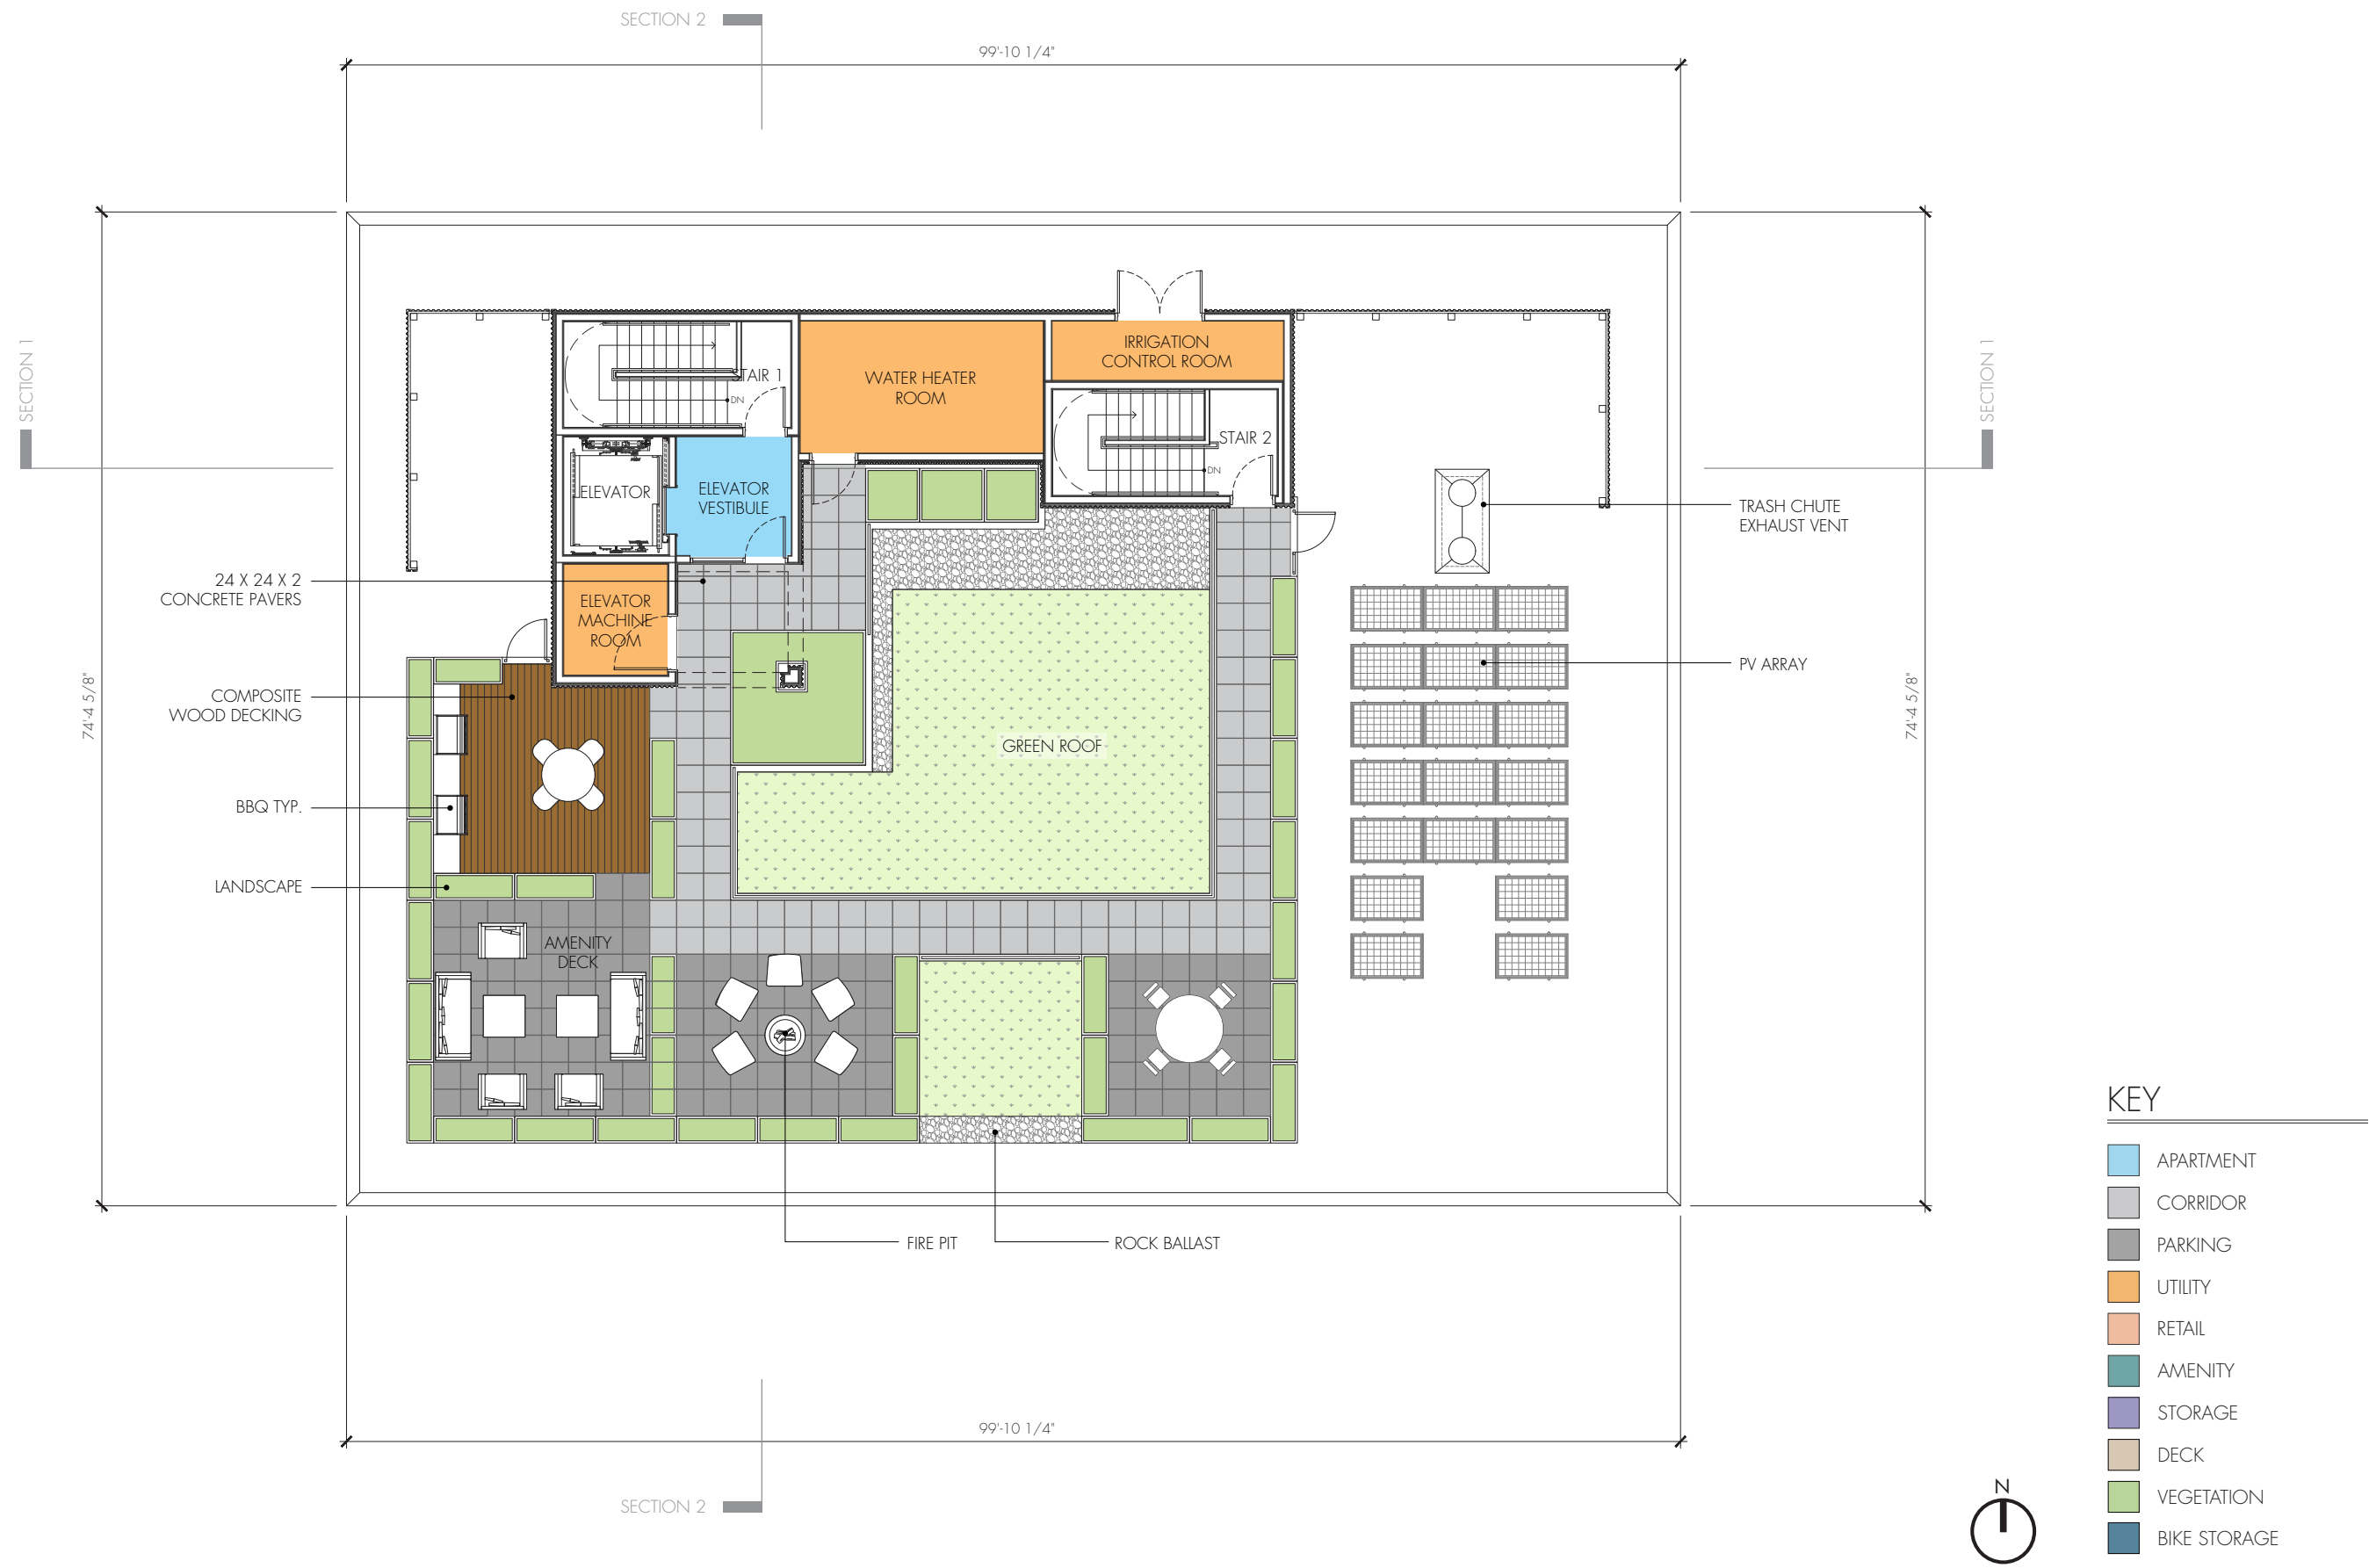 SECTION 2
99'-10 1/4"
SECTION 1
SECTION 1
74'-4 5/8"
74'-4 5/8"
STAIR 1
DN
WATER HEATER
ROOM
IRRIGATION
CONTROL ROOM
STAIR 2
DN
ELEVATOR
ELEVATOR
VESTIBULE
ELEVATOR
MACHINE
ROOM
24 X 24 X 2
CONCRETE PAVERS
COMPOSITE
WOOD DECKING
BBQ TYP.
LANDSCAPE
TRASH CHUTE
EXHAUST VENT
PV ARRAY
GREEN ROOF
AMENITY
DECK
FIRE PIT
ROCK BALLAST
99'-10 1/4"
SECTION 2
N
KEY
APARTMENT
CORRIDOR
PARKING
UTILITY
RETAIL
AMENITY
STORAGE
DECK
VEGETATION
BIKE STORAGE